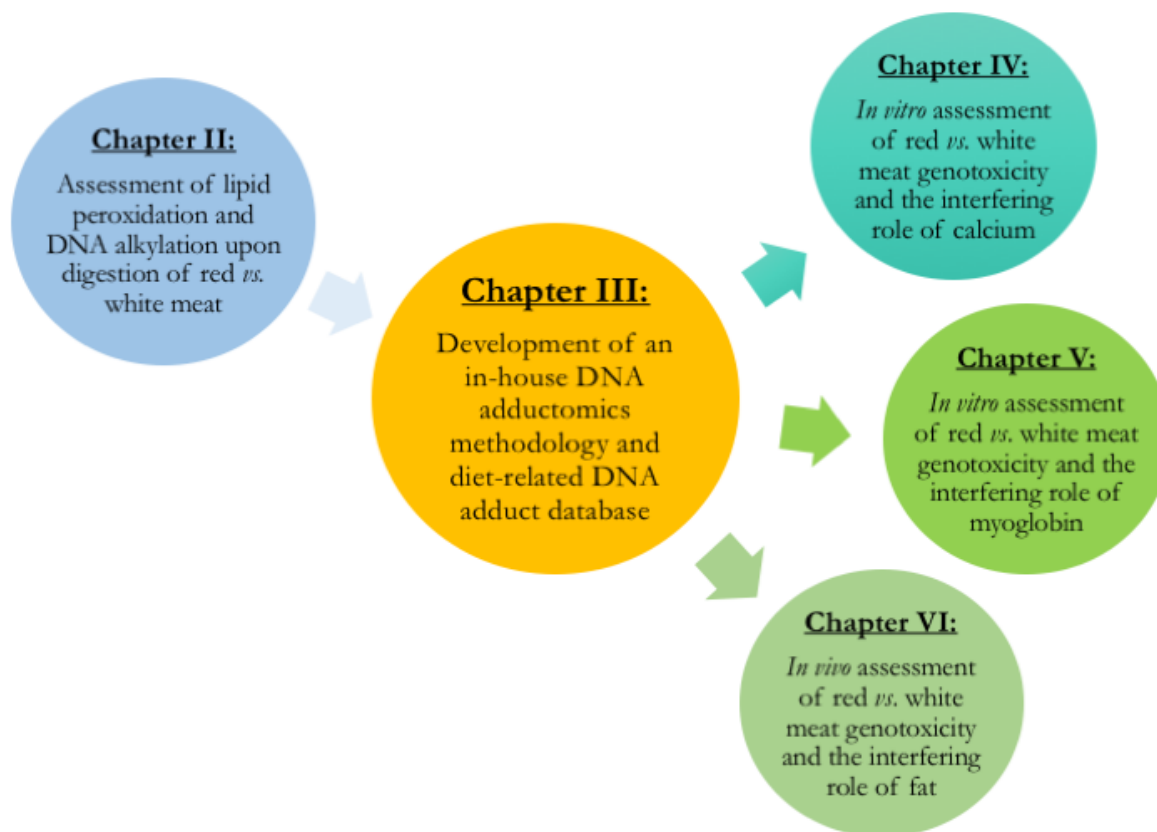 Chapter II:
Assessment of lipid
peroxidation and
DNA alkylation upon
digestion of red vs.
white meat
Chapter III:
Development of an
in-house DNA
adductomics
methodology and
diet-related DNA
adduct database
Chapter IV:
In vitro assessment
of red vs. white
meat genotoxicity
and the interfering
role of calcium
Chapter V:
In vitro assessment
of red vs. white meat
genotoxicity and the
interfering role of
myoglobin
Chapter VI:
In vivo assessment
of red vs. white
meat genotoxicity
and the interfering
role of fat